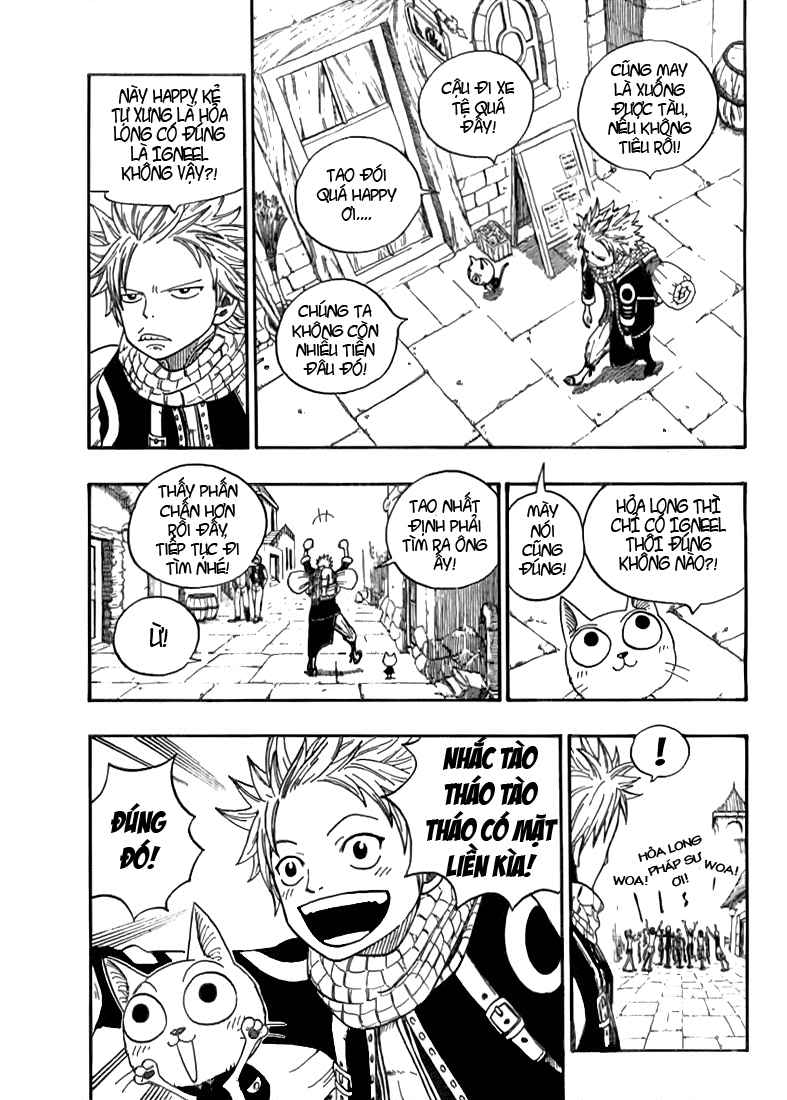 CŨNG MAY
LÀ XUỐNG
ĐƯỢC TÀU,
NẾU KHÔNG
TIÊU RỒI!
CẬU ĐI XE
TỆ QUÁ
ĐẤY!
TAO ĐÓI
QUÁ HAPPY
ƠI....
CHÚNG TA
KHÔNG CÒN
NHIỀU TIỀN
ĐÂU ĐÓ!
NÀY HAPPY, KẺ
TỰ XƯNG LÀ HỎA
LONG CÓ ĐÚNG
LÀ IGNEEL
KHÔNG VẬY?!
HỎA LONG THÌ
CHỈ CÓ IGNEEL
THÔI ĐÚNG
KHÔNG NÀO?!
MÀY
NÓI
CŨNG
ĐÚNG!
TAO NHẤT
ĐỊNH PHẢI
TÌM RA ÔNG
ẤY!
THẤY PHẤN
CHẤN HƠN
RỒI ĐẤY,
TIẾP TỤC ĐI
TÌM NHÉ!
Ừ!
!
HỎA LONG
PHÁP SƯ
ƠI!
WOA!
WOA!
NHẮC TÀO
THÁO TÀO
THÁO CÓ MẶT
LIỀN KÌA!
ĐÚNG
ĐÓ!